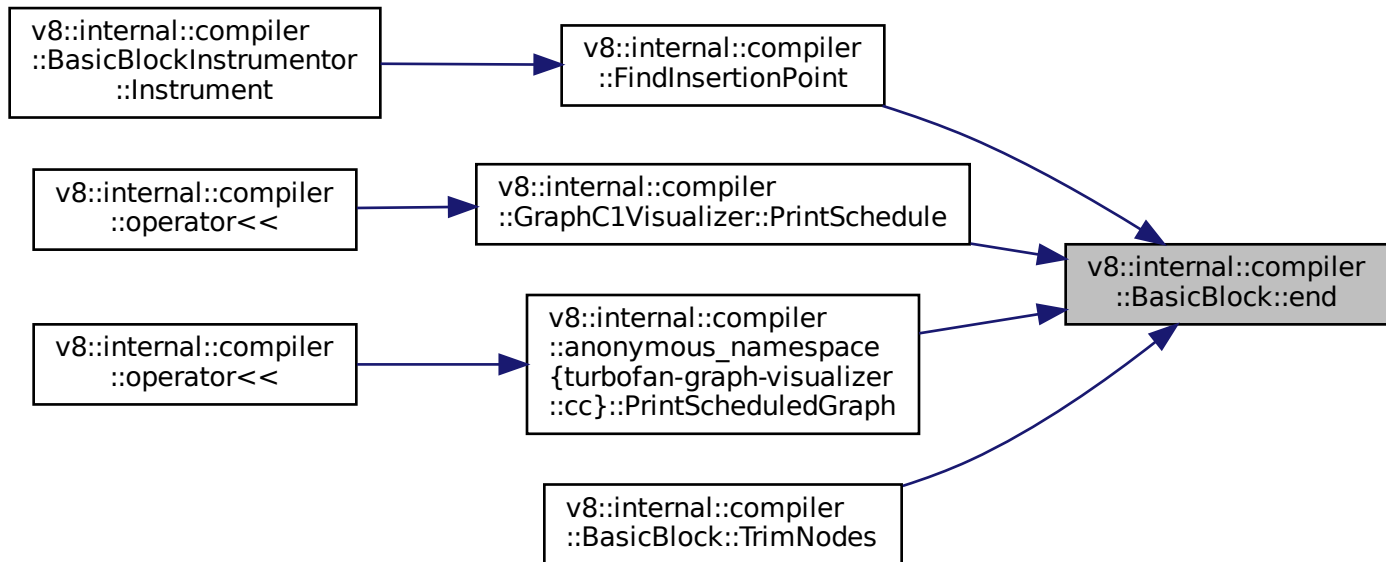 v8::internal::compiler
::BasicBlockInstrumentor
::Instrument
v8::internal::compiler
::FindInsertionPoint
v8::internal::compiler
::operator<<
v8::internal::compiler
::GraphC1Visualizer::PrintSchedule
v8::internal::compiler
::BasicBlock::end
v8::internal::compiler
::operator<<
v8::internal::compiler
::anonymous_namespace
{turbofan-graph-visualizer
::cc}::PrintScheduledGraph
v8::internal::compiler
::BasicBlock::TrimNodes